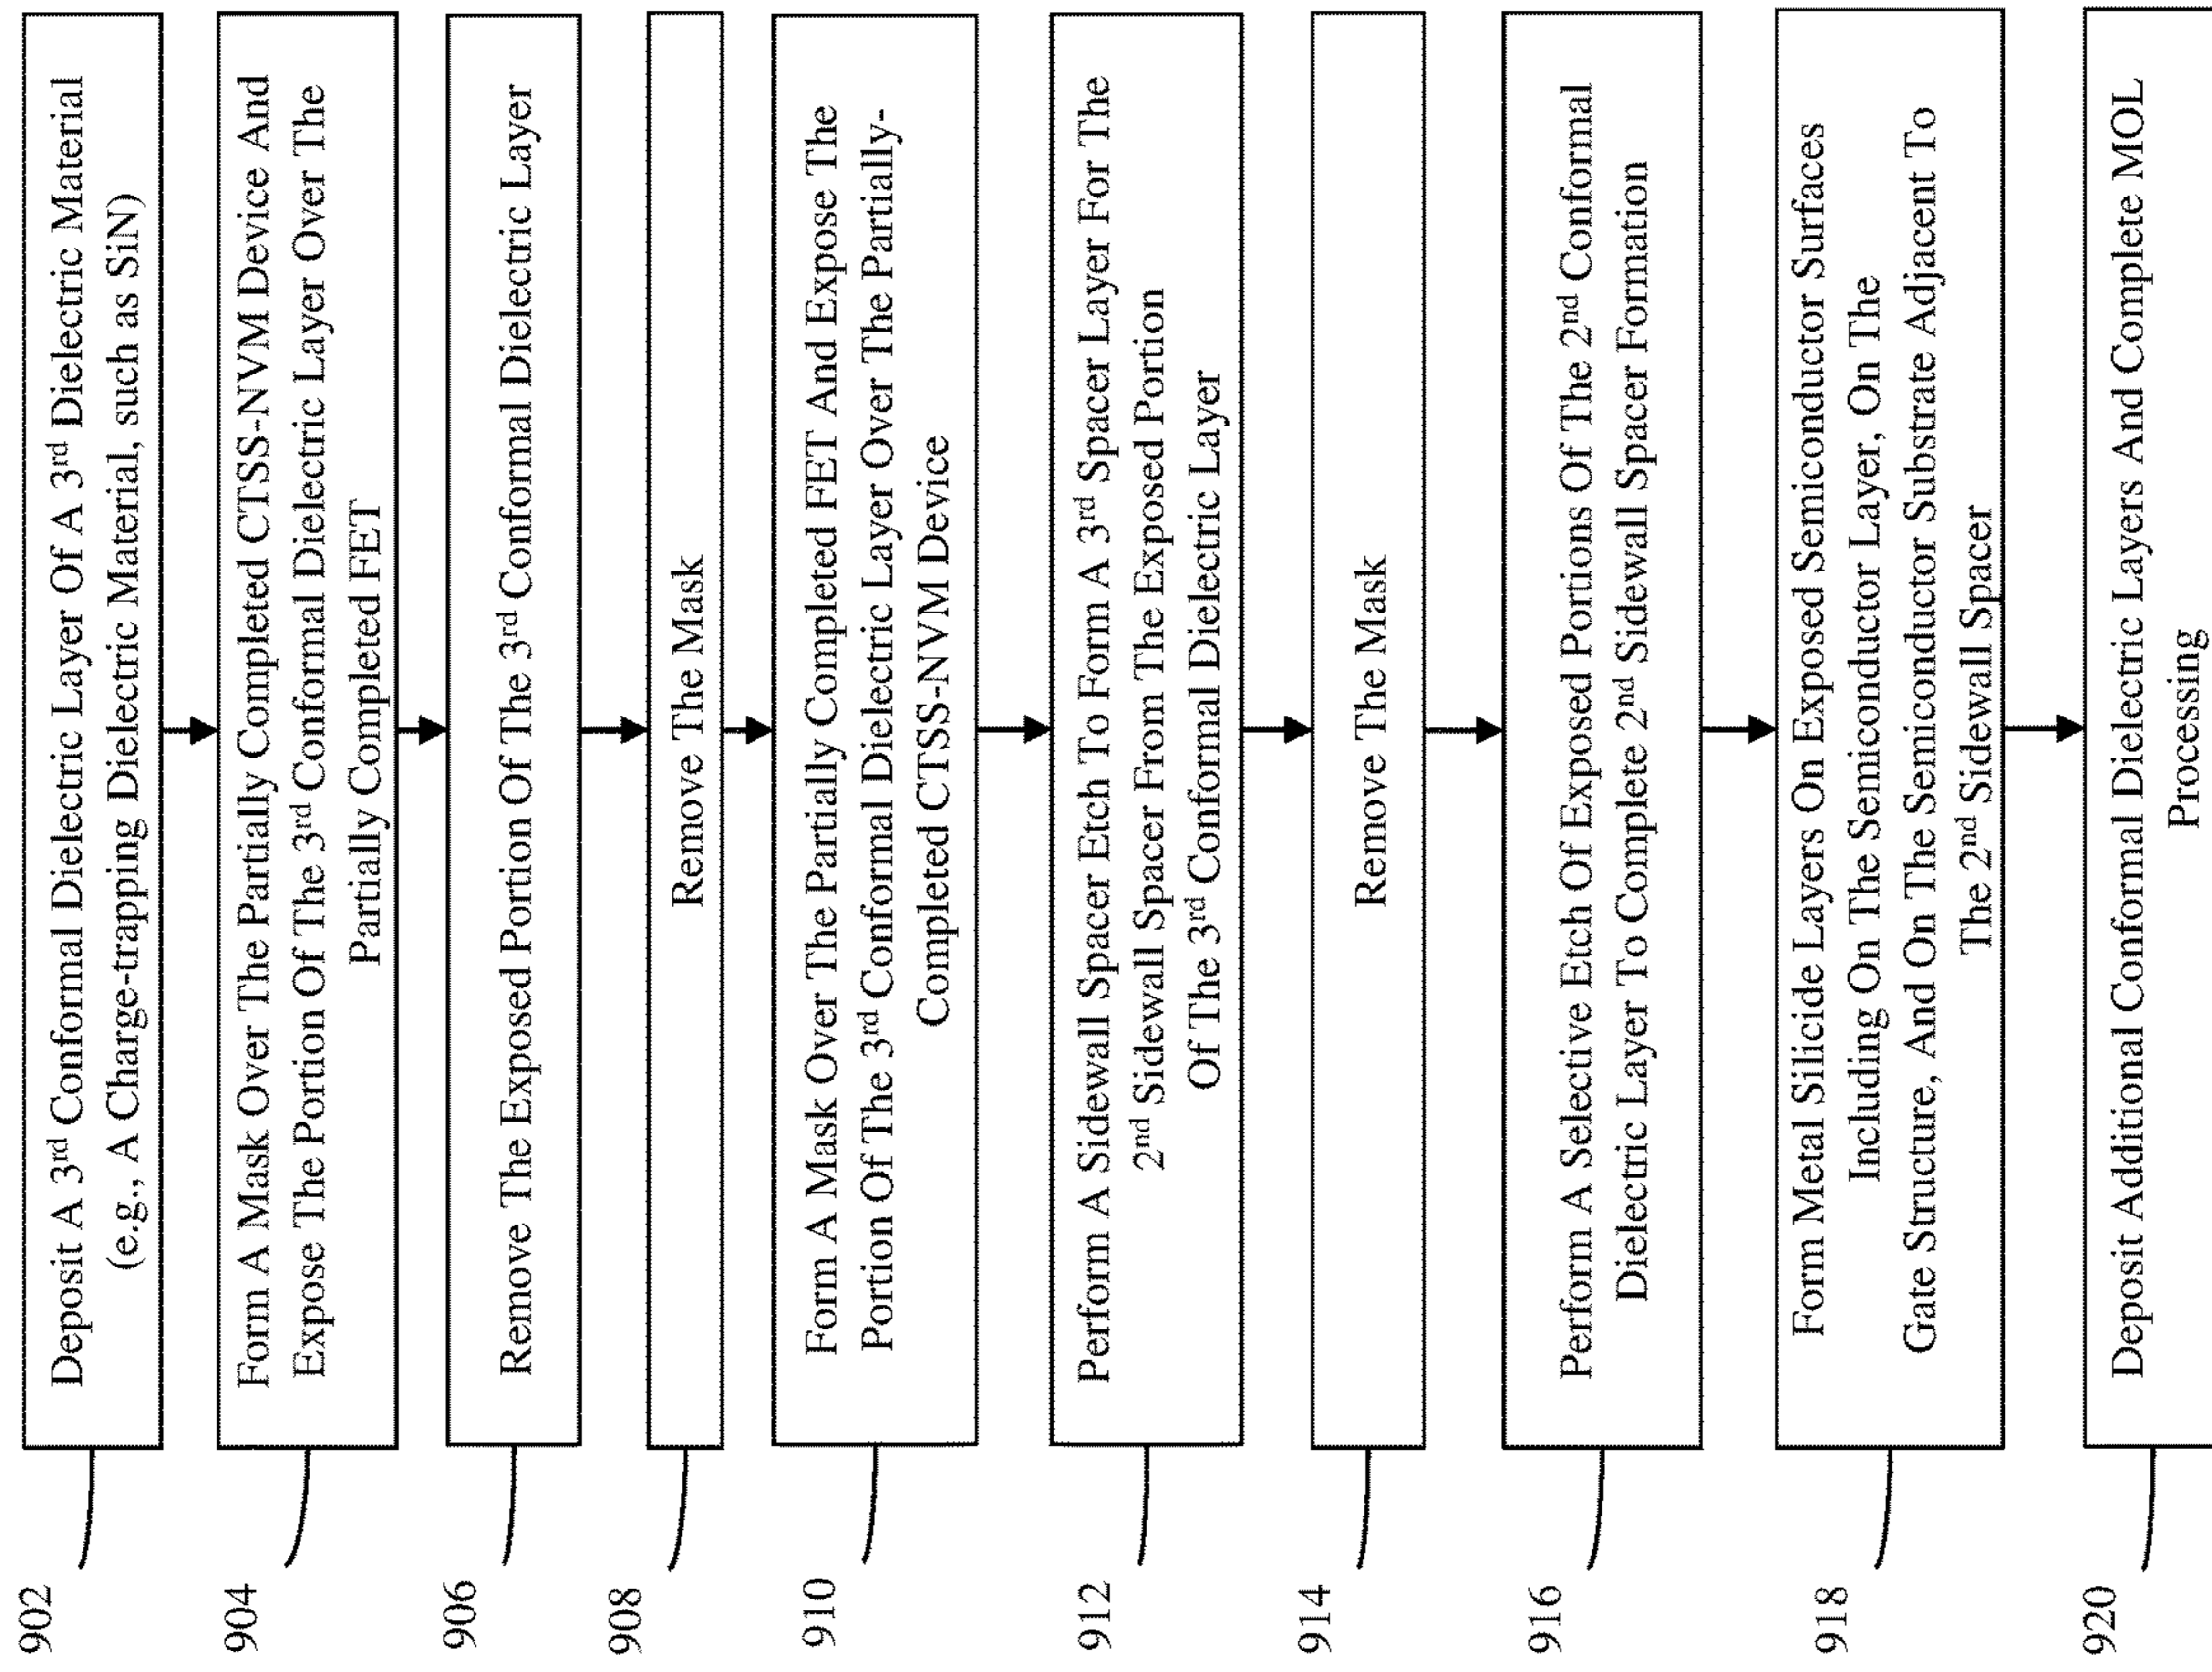 902
Deposit A 3rd Conformal Dielectric Layer Of A 3rd Dielectric Material
(e.g., A Charge-trapping Dielectric Material, such as SiN)
904
Form A Mask Over The Partially Completed CTSS-NVM Device And
Expose The Portion Of The 3rd Conformal Dielectric Layer Over The
Partially Completed FET
906
Remove The Exposed Portion Of The 3rd Conformal Dielectric Layer
908
Remove The Mask
910
Form A Mask Over The Partially Completed FET And Expose The
Portion Of The 3rd Conformal Dielectric Layer Over The Partially-
Completed CTSS-NVM Device
912
Perform A Sidewall Spacer Etch To Form A 3rd Spacer Layer For The
2nd Sidewall Spacer From The Exposed Portion
Of The 3rd Conformal Dielectric Layer
914
Remove The Mask
916
Perform A Selective Etch Of Exposed Portions Of The 2nd Conformal
Dielectric Layer To Complete 2nd Sidewall Spacer Formation
918
Form Metal Silicide Layers On Exposed Semiconductor Surfaces
Including On The Semiconductor Layer, On The
Gate Structure, And On The Semiconductor Substrate Adjacent To
The 2nd Sidewall Spacer
920
Deposit Additional Conformal Dielectric Layers And Complete MOL
Processing